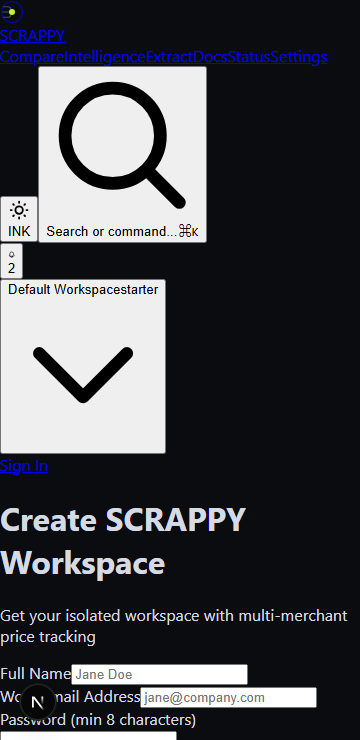 SCRAPPY
CompareIntelligenceExtractDocsStatusSettings
INK
Search or command...⌘K
2
Default Workspacestarter
Sign In
Create SCRAPPY
Workspace
Get your isolated workspace with multi-merchant
price tracking
Full Name Jane Doe
Email Address jane@company.com
N
Password (min 8 characters)